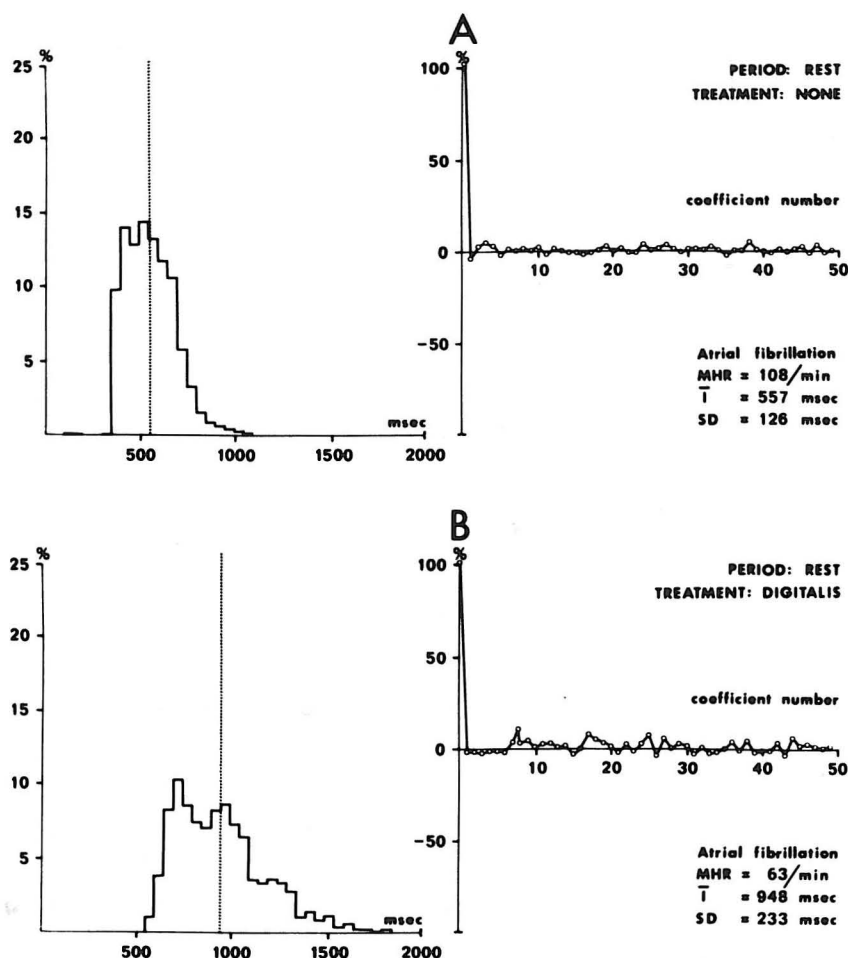 A
%
25
20
15
10
5
500
1000
1500
2000
msec
%
100
50
0
-50
10
20
30
40
50
coefficient number
PERIOD: REST
TREATMENT: NONE
Atrial fibrillation
MHR = 108/min
I̅ = 557 msec
SD = 126 msec
B
%
25
20
15
10
5
500
1000
1500
2000
msec
%
100
50
0
-50
10
20
30
40
50
coefficient number
PERIOD: REST
TREATMENT: DIGITALIS
Atrial fibrillation
MHR = 63/min
I̅ = 948 msec
SD = 233 msec